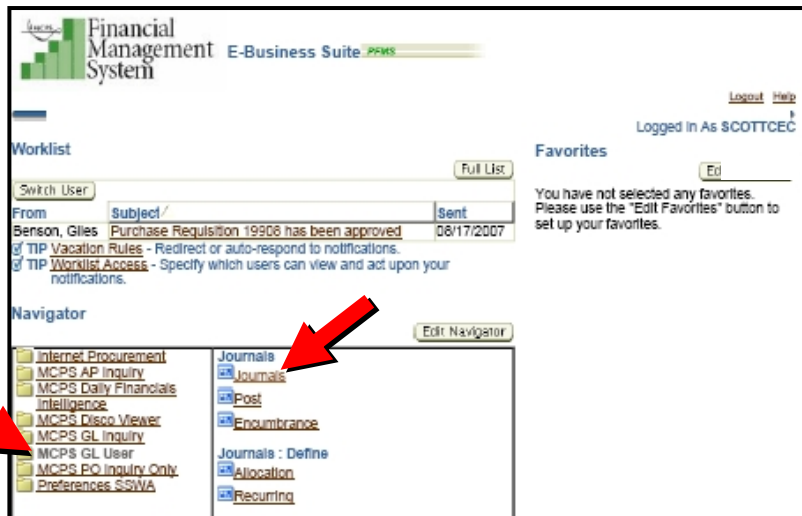 Financial
Management
System
E-Business Suite PFMS
Logout Help
Logged In As SCOTTCEC
Worklist
Full List
Switch User
From Subject Sent
Benson, Giles Purchase Requisition 19908 has been approved 08/17/2007
TIP Vacation Rules - Redirect or auto-respond to notifications.
TIP Worklist Access - Specify which users can view and act upon your
notifications.
Favorites
Ed
You have not selected any favorites.
Please use the "Edit Favorites" button to
set up your favorites.
Navigator
Edit Navigator
Internet Procurement
MCPS AP Inquiry
MCPS Daily Financials
Intelligence
MCPS Disco Viewer
MCPS GL Inquiry
MCPS GL User
MCPS PO Inquiry Only
Preferences SSWA
Journals
Journals
Post
Encumbrance
Journals : Define
Allocation
Recurring